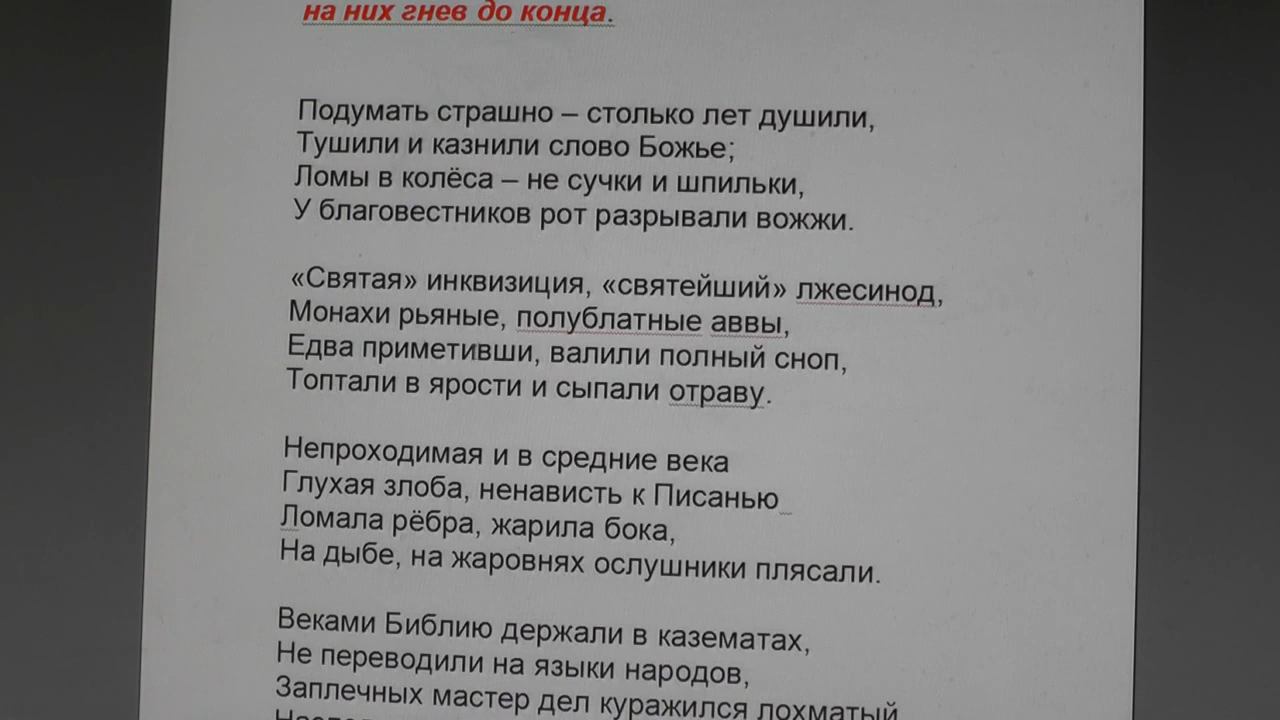 на них гнев до конца.
Подумать страшно – столько лет душили,
Тушили и казнили слово Божье;
Ломы в колёса – не сучки и шпильки,
У благовестников рот разрывали вожжи.
«Святая» инквизиция, «святейший» лжесинод,
Монахи рьяные, полублатные аввы,
Едва приметивши, валили полный сноп,
Топтали в ярости и сыпали отраву.
Непроходимая и в средние века
Глухая злоба, ненависть к Писанью
Ломала рёбра, жарила бока,
На дыбе, на жаровнях ослушники плясали.
Веками Библию держали в казематах,
Не переводили на языки народов,
Заплечных мастер дел куражился лохматый